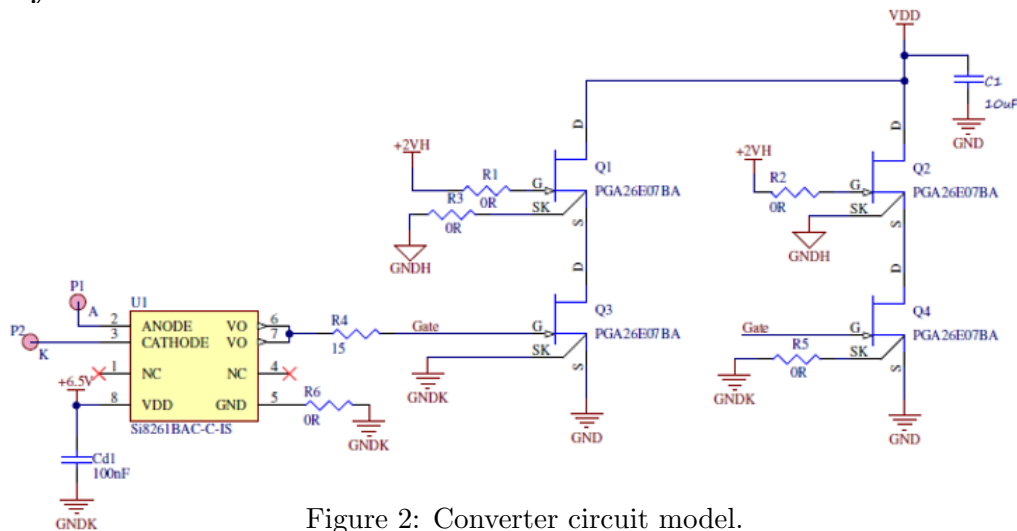 VDD
C1
10uF
GND
D
D
+2VH
Q1
+2VH
Q2
R1
G
PGA26E07BA
R2
G
PGA26E07BA
R3
0R
SK
0R
SK
0R
S
S
GNDH
GNDH
D
D
P1
A
U1
Q3
Q4
P2
K
2
ANODE
VO
6
R4
Gate
G
PGA26E07BA
Gate
G
PGA26E07BA
3
CATHODE
VO
7
15
SK
R5
SK
1
NC
NC
4
0R
S
S
+6.5V
GNDK
GNDK
8
VDD
GND
5
R6
0R
Si8261BAC-C-IS
GNDK
GND
GND
Cd1
100nF
GNDK
Figure 2: Converter circuit model.